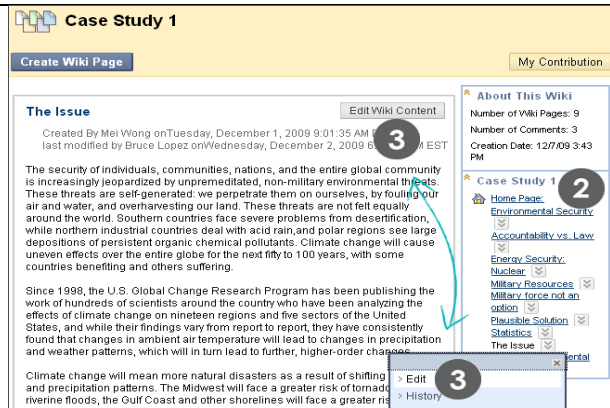 Case Study 1
Create Wiki Page
My Contribution
The Issue
Edit Wiki Content
3
Created By Mei Wong onTuesday, December 1, 2009 9:01:35 AM
last modified by Bruce Lopez onWednesday, December 2, 2009 6 M EST
The security of individuals, communities, nations, and the entire global community
is increasingly jeopardized by unpremeditated, non-military environmental threats.
These threats are self-generated: we perpetrate them on ourselves, by fouling our
air and water, and overharvesting our land. These threats are not felt equally
around the world. Southern countries face severe problems from desertification,
while northern industrial countries deal with acid rain,and polar regions see large
depositions of persistent organic chemical pollutants. Climate change will cause
uneven effects over the entire globe for the next fifty to 100 years, with some
countries benefiting and others suffering.
Since 1998, the U.S. Global Change Research Program has been publishing the
work of hundreds of scientists around the country who have been analyzing the
effects of climate change on nineteen regions and five sectors of the United
States, and while their findings vary from report to report, they have consistently
found that changes in ambient air temperature will lead to changes in precipitation
and weather patterns, which will in turn lead to further, higher-order changes.
Climate change will mean more natural disasters as a result of shifting
and precipitation patterns. The Midwest will face a greater risk of
riverine floods, the Gulf Coast and other shorelines will face a greater
About This Wiki
Number of Wiki Pages: 9
Number of Comments: 3
Creation Date: 12/7/09 3:43
PM
Case Study 1
2
Home Page:
Environmental Security
Accountability vs. Law
Energy Security:
Nuclear
Military Resources
Military force not an
option
Plausible Solution
Statistics
The Issue
> Edit
3
> History